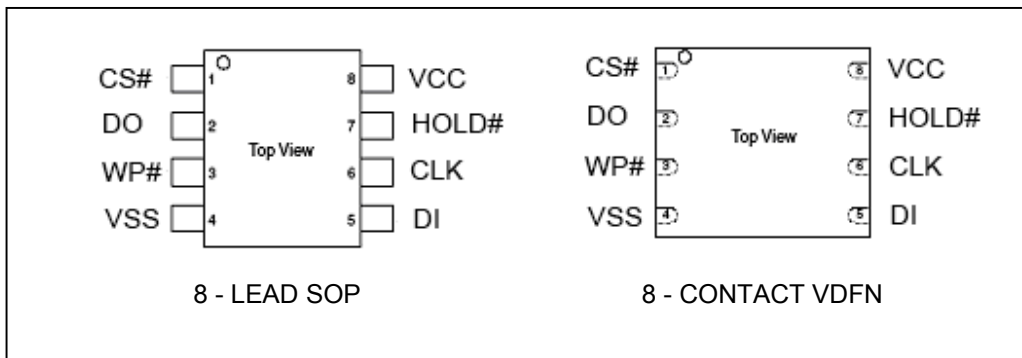 CS# 1 8 VCC
DO 2 7 HOLD#
Top View
WP# 3 6 CLK
VSS 4 5 DI
8 - LEAD SOP
CS# 1 8 VCC
DO 2 7 HOLD#
Top View
WP# 3 6 CLK
VSS 4 5 DI
8 - CONTACT VDFN